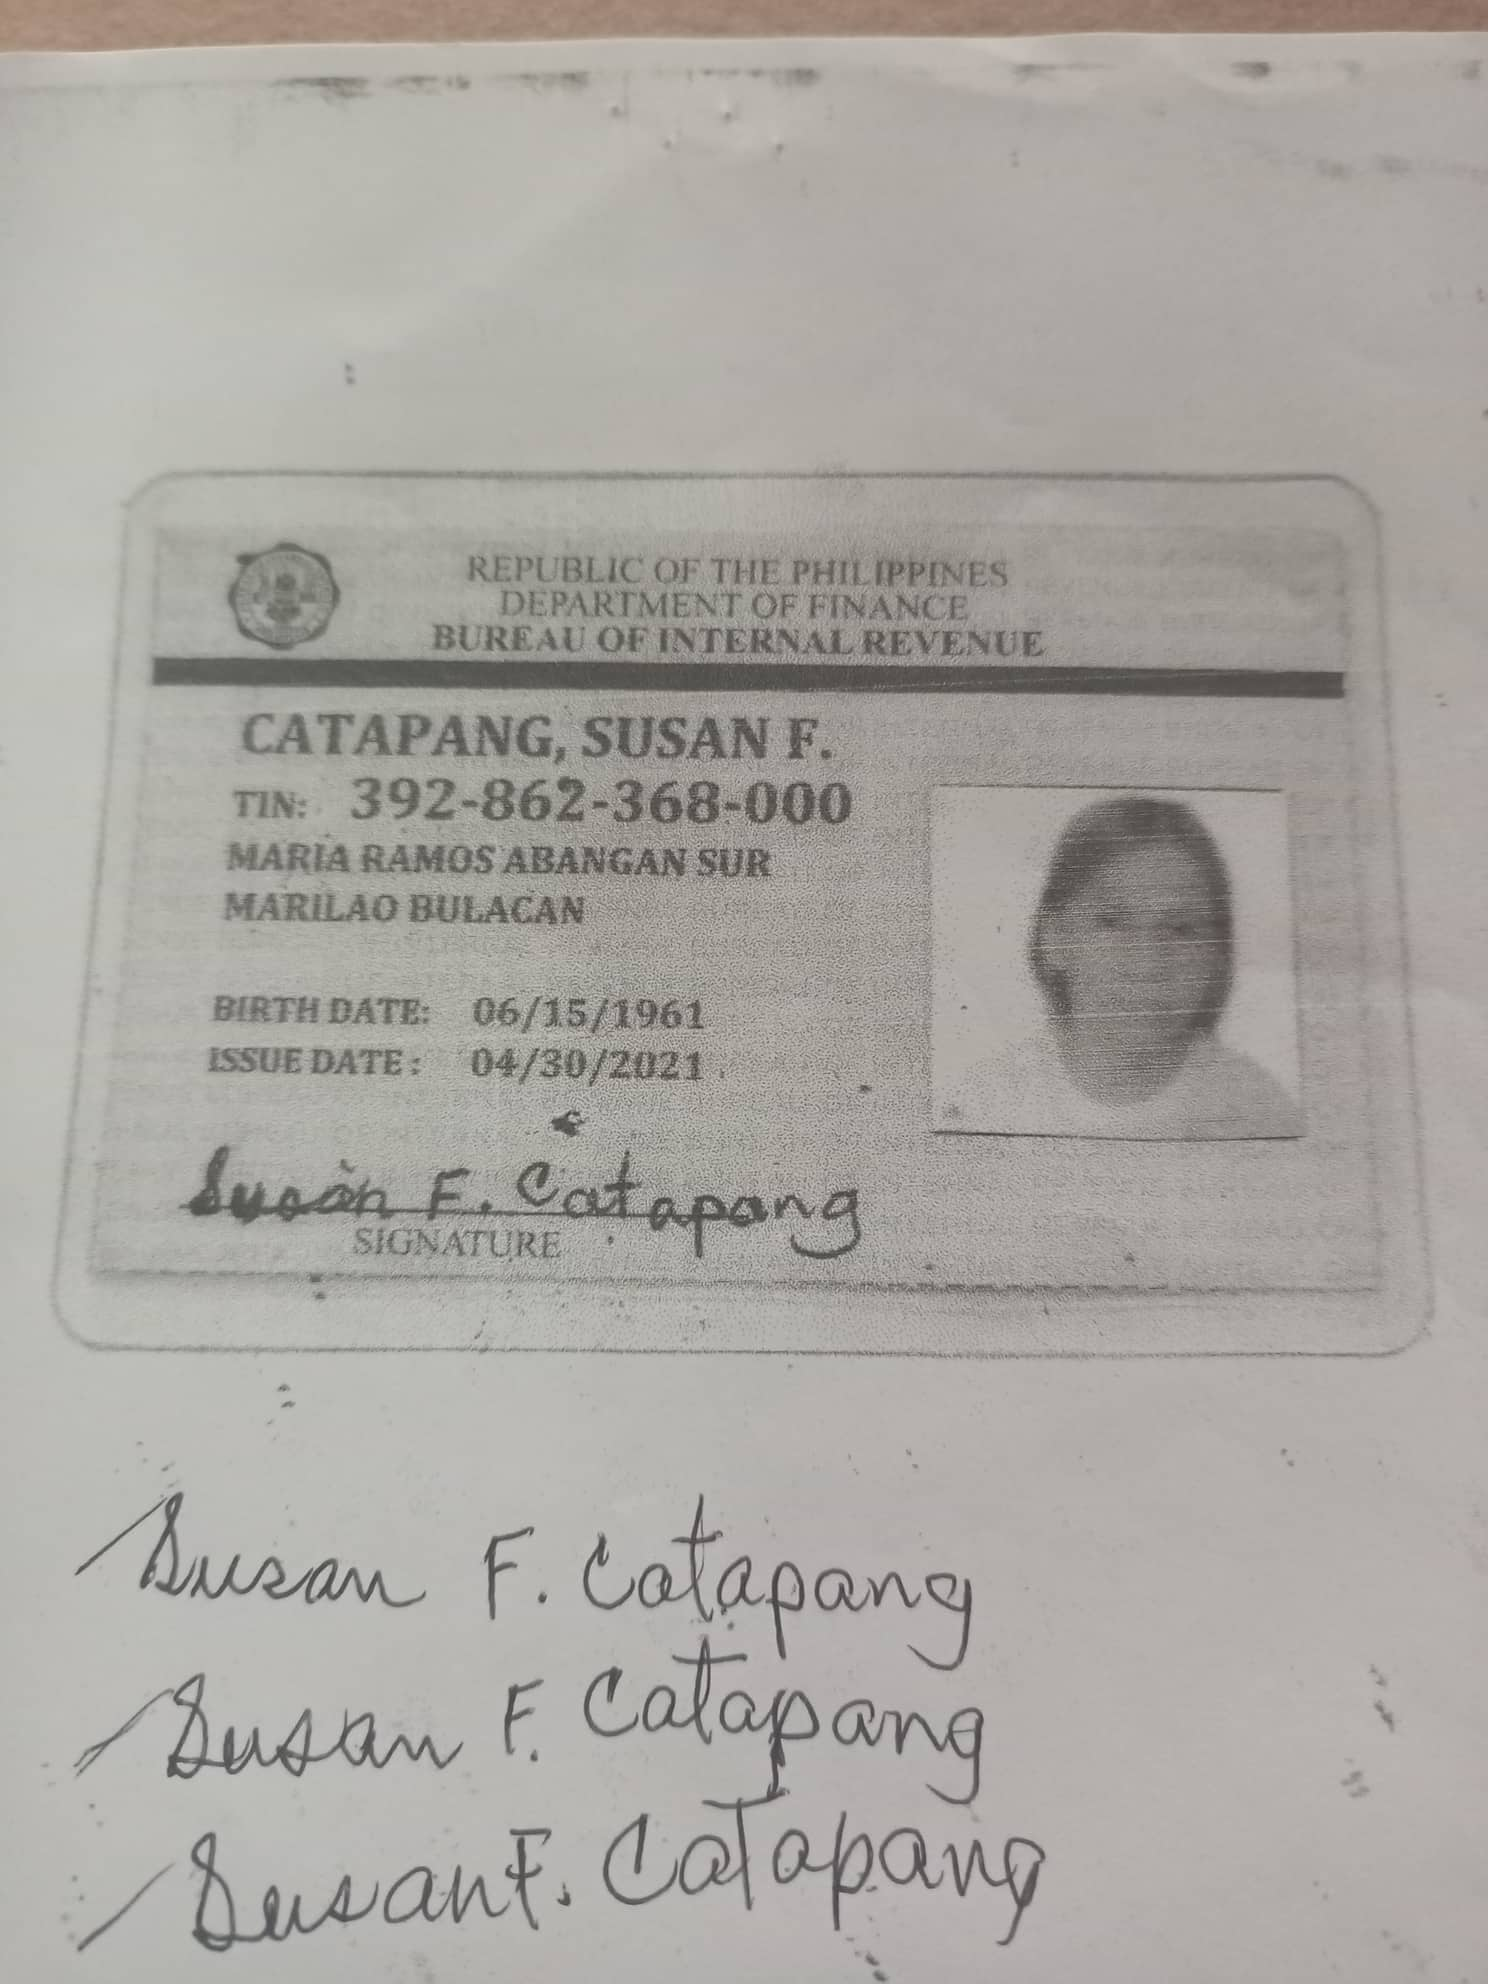 REPUBLIC OF THE PHILIPPINES
DEPARTMENT OF FINANCE
BUREAU OF INTERNAL REVENUE
CATAPANG, SUSAN F.
TIN: 392-862-368-000
MARIA RAMOS ABANGAN SUR
MARILAO BULACAN
BIRTH DATE: 06/15/1961
ISSUE DATE : 04/30/2021
Susan F. Catapang
SIGNATURE
Susan F. Catapang
Susan F. Catapang
Susan F. Catapang